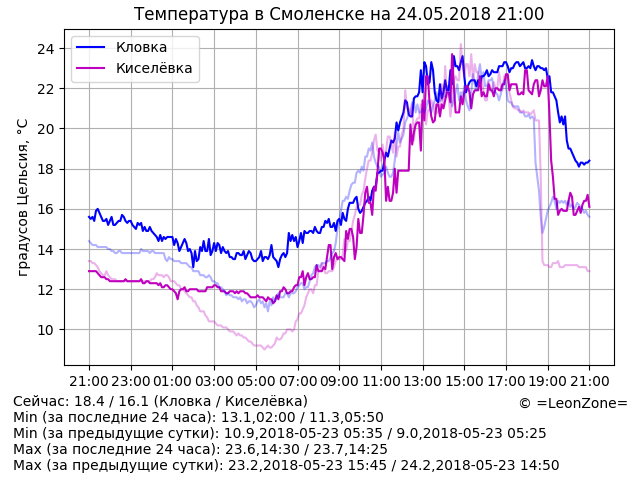 Температура в Смоленске на 24.05.2018 21:00
Кловка
Киселёвка
градусов Цельсия, °C
24
22
20
18
16
14
12
10
21:00 23:00 01:00 03:00 05:00 07:00 09:00 11:00 13:00 15:00 17:00 19:00 21:00
Сейчас: 18.4 / 16.1 (Кловка / Киселёвка)
© =LeonZone=
Min (за последние 24 часа): 13.1,02:00 / 11.3,05:50
Min (за предыдущие сутки): 10.9,2018-05-23 05:35 / 9.0,2018-05-23 05:25
Max (за последние 24 часа): 23.6,14:30 / 23.7,14:25
Max (за предыдущие сутки): 23.2,2018-05-23 15:45 / 24.2,2018-05-23 14:50